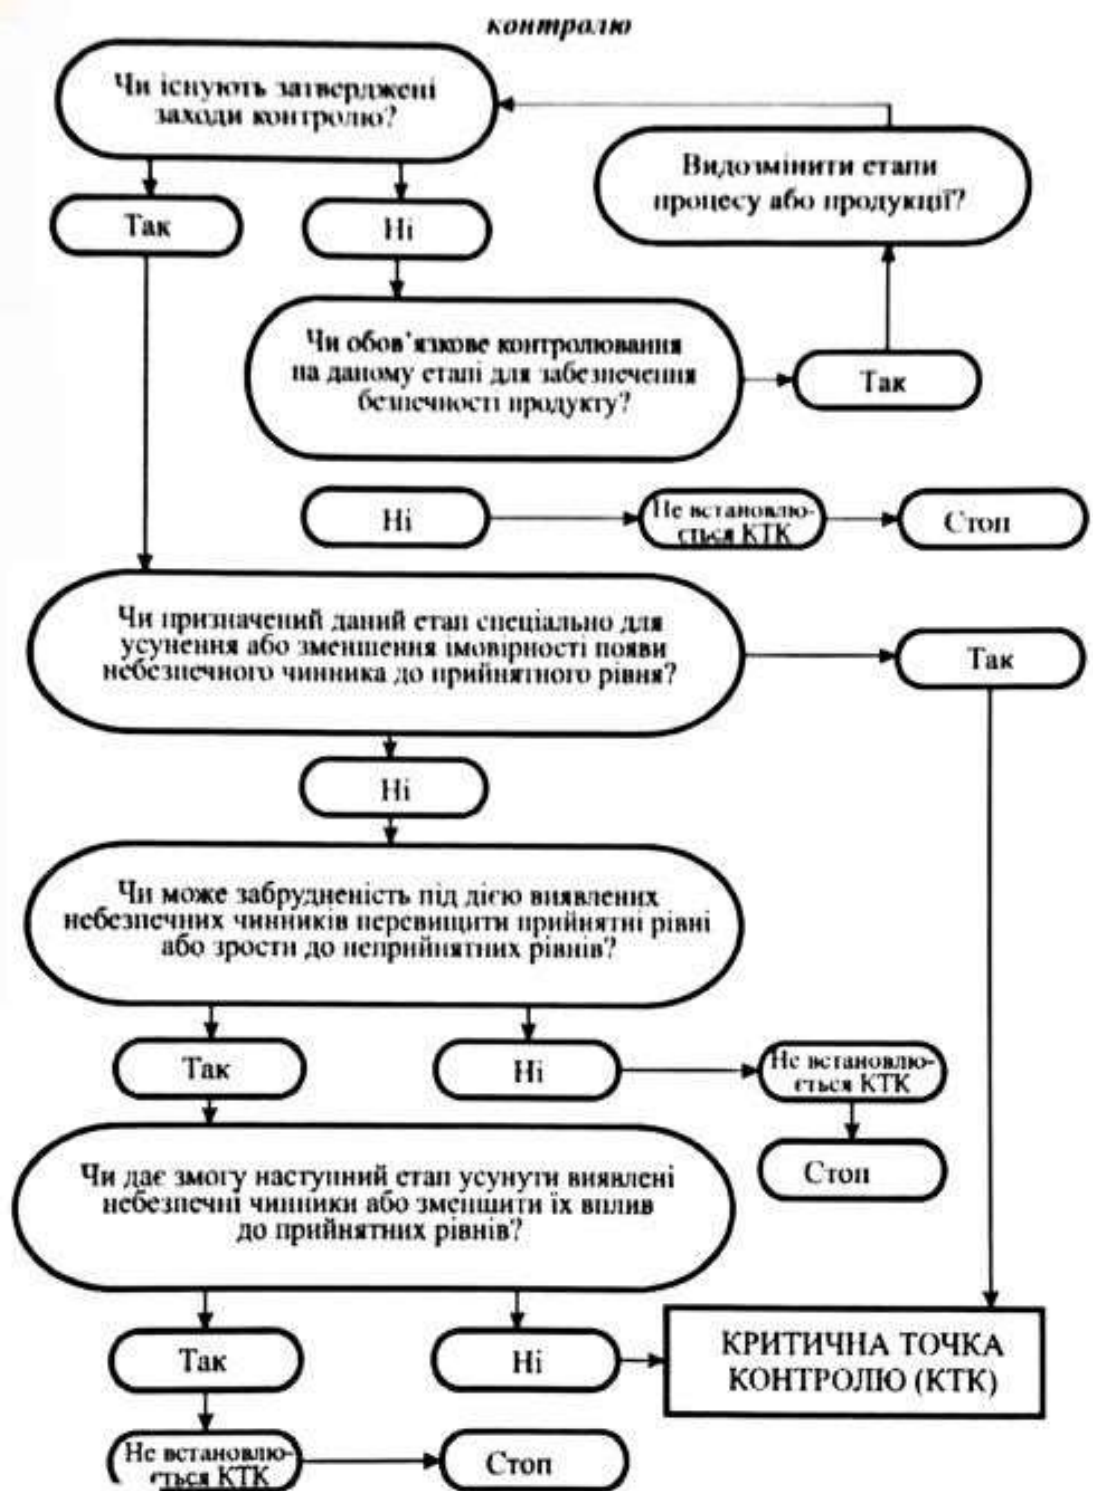 контролю
Чи існують затверджені
заходи контролю?
Видозмінити етапи
процесу або продукції?
Так
Ні
Чи обов'язкове контролювання
на даному етапі для забезпечення
безпечності продукту?
Так
Ні
Не встановлю-
ється КТК
Стоп
Чи призначений даний етап спеціально для
усунення або зменшення імовірності появи
небезпечного чинника до прийнятного рівня?
Так
Ні
Чи може забрудненість під дією виявлених
небезпечних чинників перевищити прийнятні рівні
або зрости до неприйнятних рівнів?
Так
Ні
Не встановлю-
ється КТК
Стоп
Чи дає змогу наступний етап усунути виявлені
небезпечні чинники або зменшити їх вплив
до прийнятних рівнів?
Так
Ні
КРИТИЧНА ТОЧКА
КОНТРОЛЮ (КТК)
Не встановлю-
ється КТК
Стоп